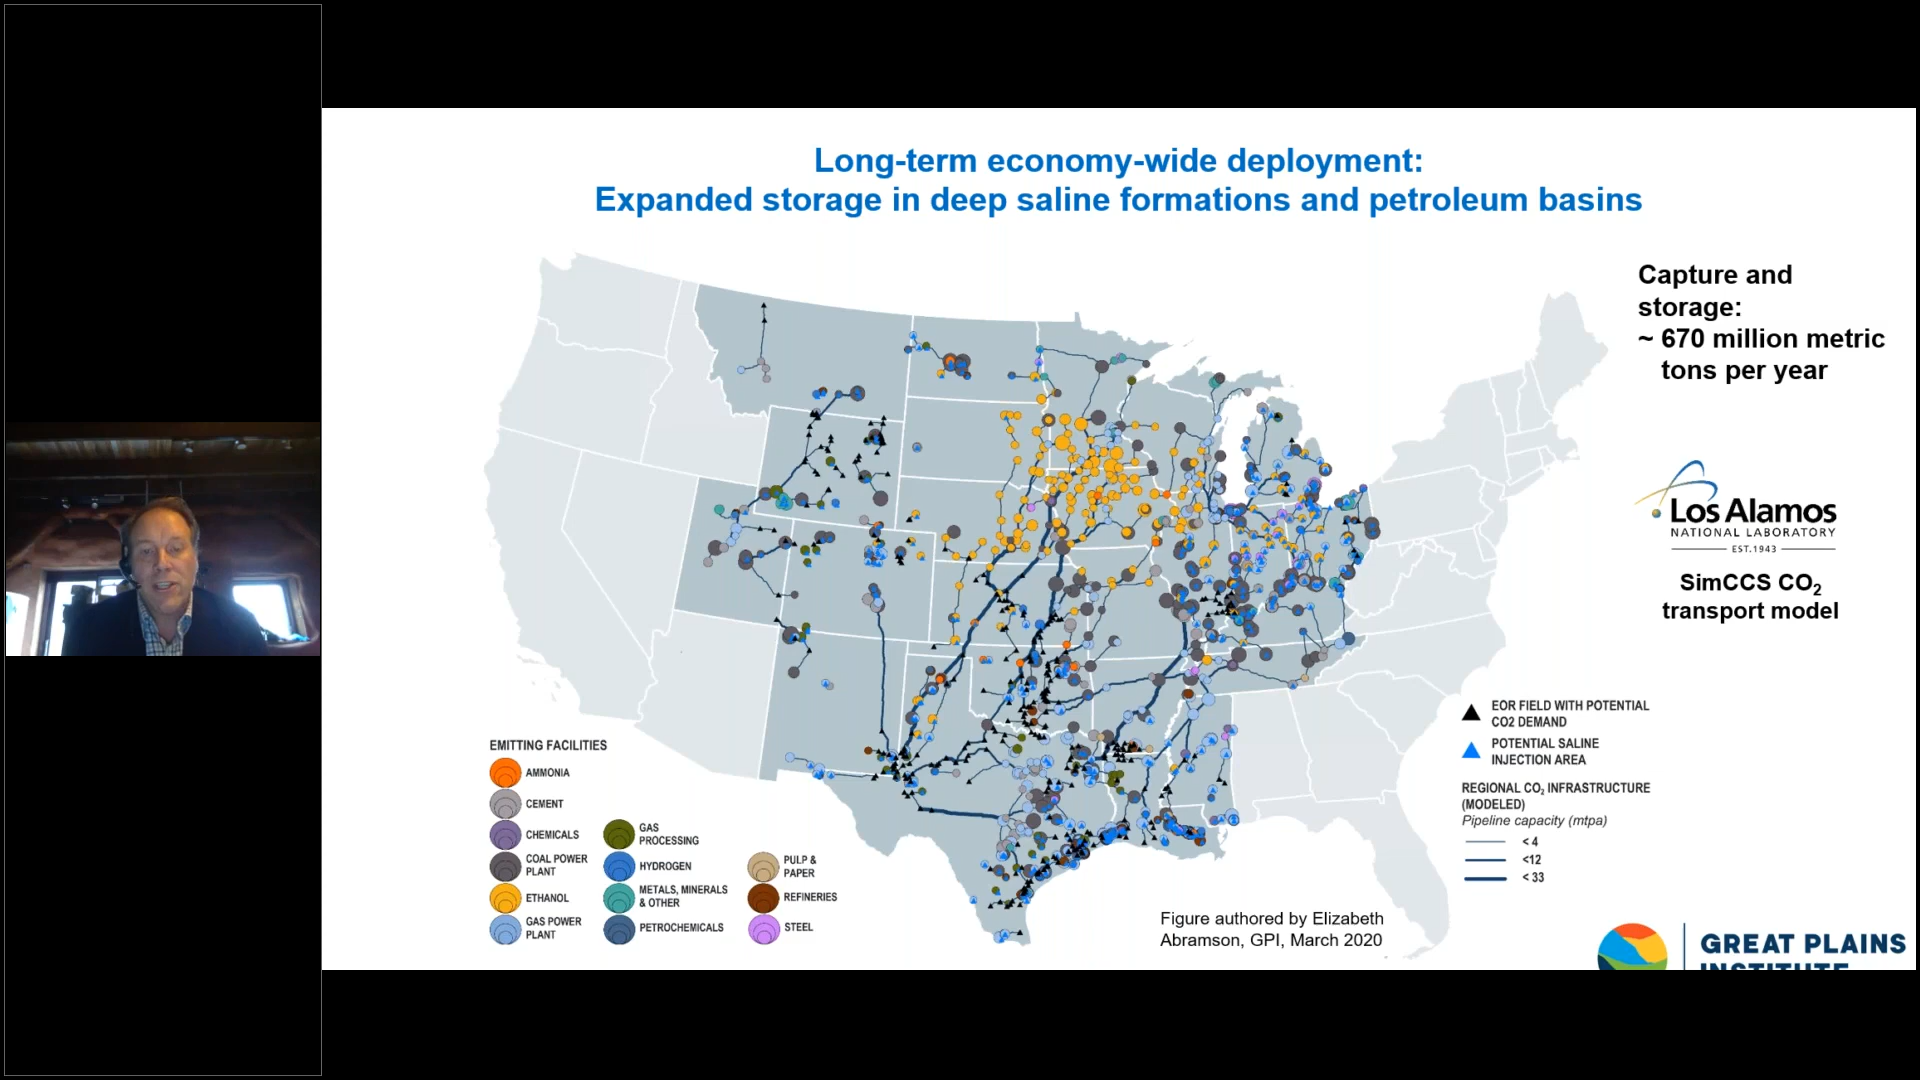 Long-term economy-wide deployment:
Expanded storage in deep saline formations and petroleum basins
Capture and
storage:
~ 670 million metric
tons per year
Los Alamos
NATIONAL LABORATORY
EST. 1943
SimCCS CO₂
transport model
EOR FIELD WITH POTENTIAL
CO2 DEMAND
POTENTIAL SALINE
INJECTION AREA
REGIONAL CO₂ INFRASTRUCTURE
(MODELED)
Pipeline capacity (mtpa)
< 4
<12
< 33
EMITTING FACILITIES
AMMONIA
CEMENT
CHEMICALS
COAL POWER
PLANT
ETHANOL
GAS POWER
PLANT
GAS
PROCESSING
HYDROGEN
METALS, MINERALS
& OTHER
PETROCHEMICALS
PULP &
PAPER
REFINERIES
STEEL
Figure authored by Elizabeth
Abramson, GPI, March 2020
GREAT PLAINS
INSTITUTE